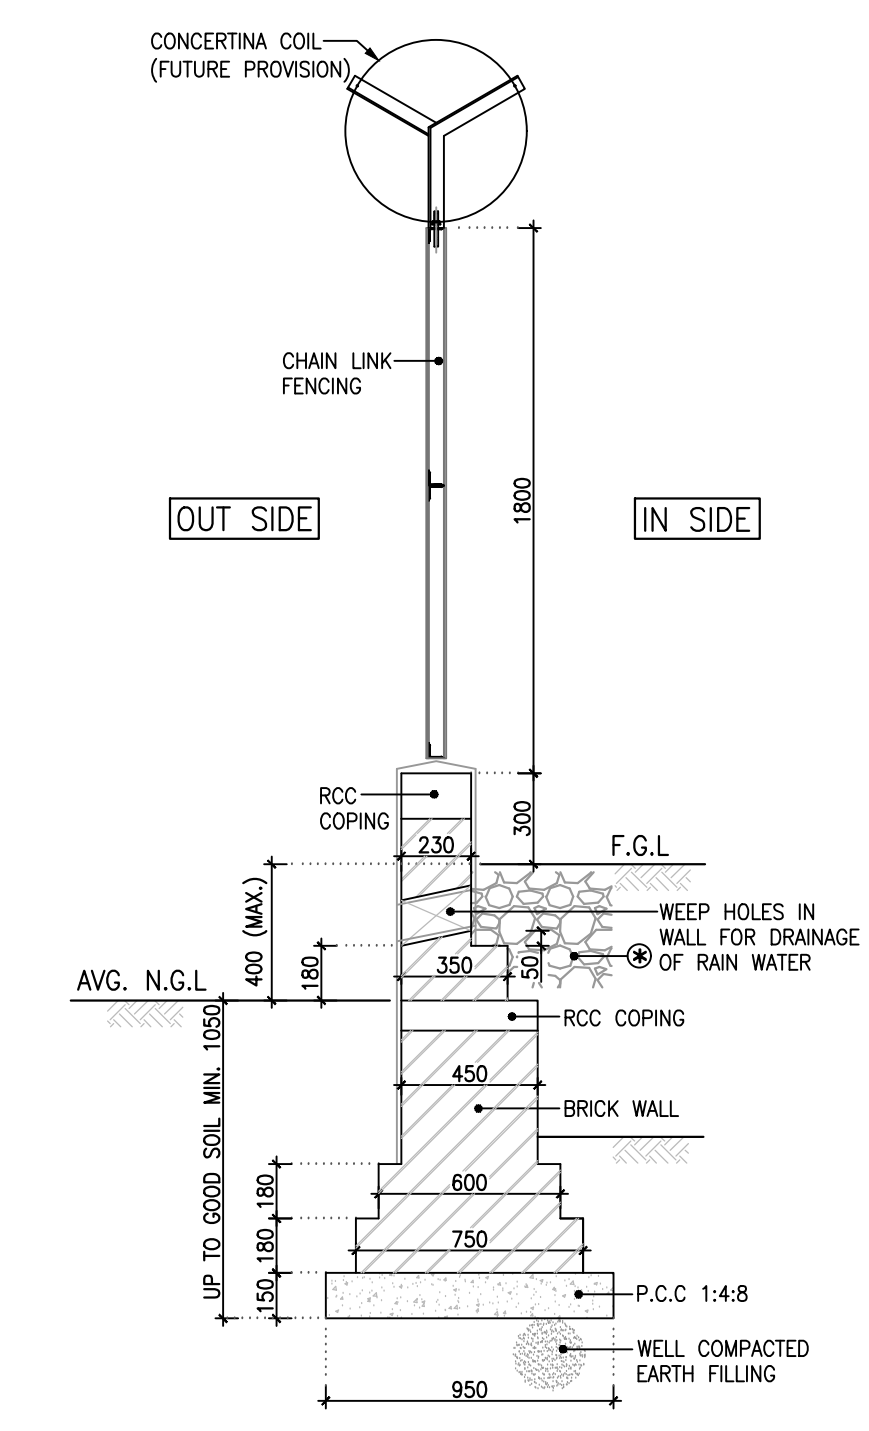 CONCERTINA COIL
(FUTURE PROVISION)
CHAIN LINK
FENCING
1800
OUT SIDE
IN SIDE
RCC
COPING
300
F.G.L
230
400 (MAX.)
WEEP HOLES IN
WALL FOR DRAINAGE
OF RAIN WATER
180
350
50
AVG. N.G.L
RCC COPING
UP TO GOOD SOIL MIN. 1050
450
BRICK WALL
180
600
180
750
150
P.C.C 1:4:8
WELL COMPACTED
EARTH FILLING
950